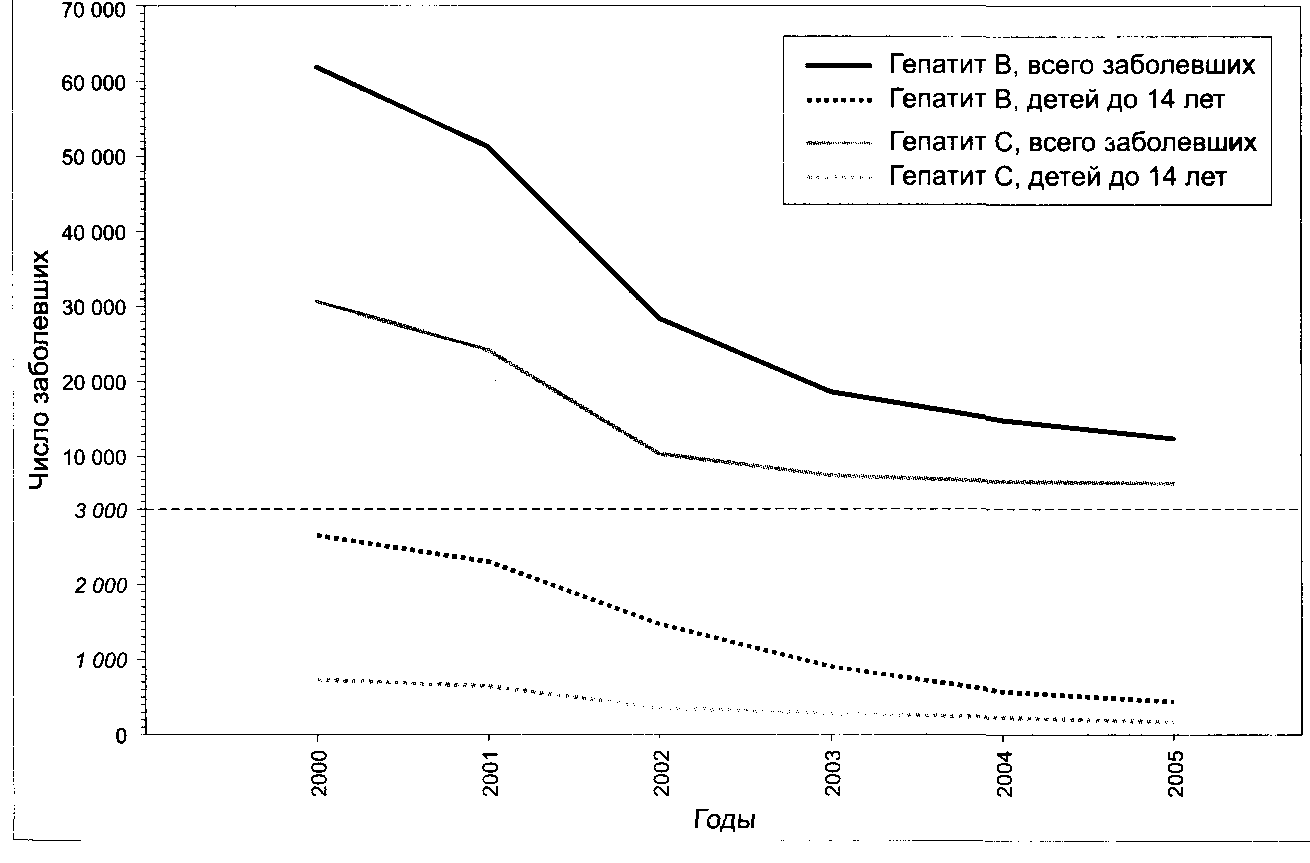 70 000
60 000
50 000
40 000
30 000
20 000
10 000
3 000
2 000
1 000
0
Число заболевших
Гепатит В, всего заболевших
Гепатит В, детей до 14 лет
Гепатит С, всего заболевших
Гепатит С, детей до 14 лет
2000
2001
2002
2003
2004
2005
Годы